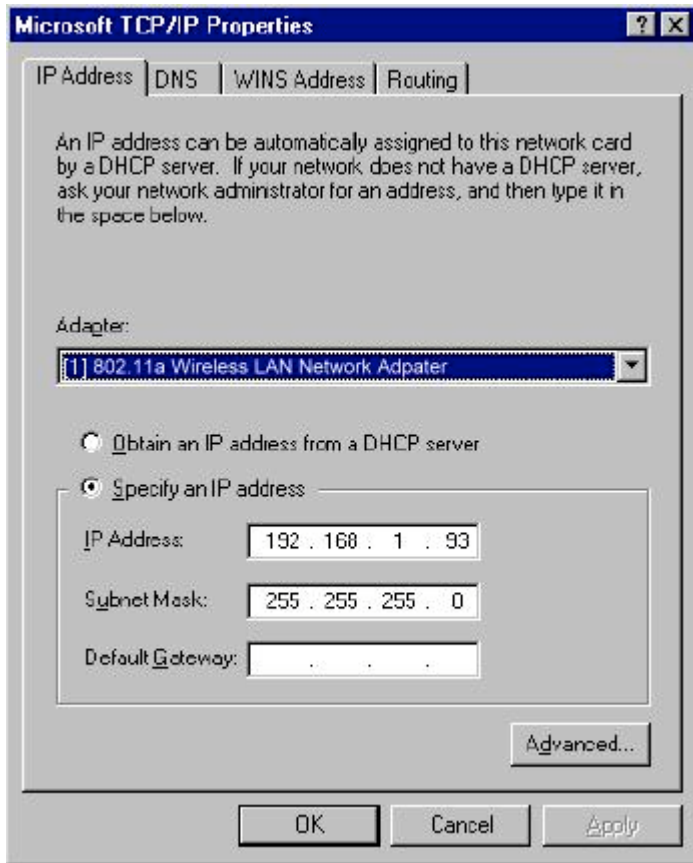 Microsoft TCP/IP Properties
IP Address DNS WINS Address Routing
An IP address can be automatically assigned to this network card
by a DHCP server. If your network does not have a DHCP server,
ask your network administrator for an address, and then type it in
the space below.
Adapter:
[1] 802.11a Wireless LAN Network Adpater
Obtain an IP address from a DHCP server
Specify an IP address
IP Address: 192 . 168 . 1 . 93
Subnet Mask: 255 . 255 . 255 . 0
Default Gateway: . . .
Advanced...
OK Cancel Apply